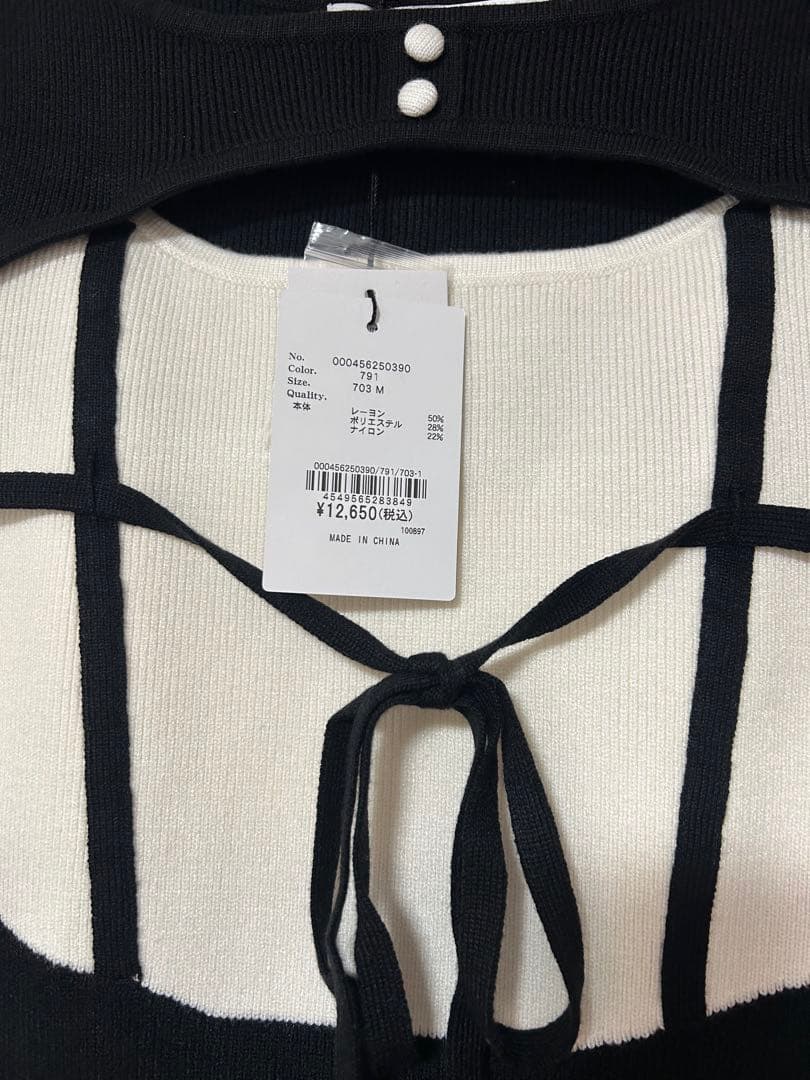 No. 000456250390
Color. 791
Size. 703 M
Quality.
本体 レーヨン 50%
ポリエステル 28%
ナイロン 22%
000456250390/791/703-1
4549565283849
¥12,650(税込)
100697
MADE IN CHINA